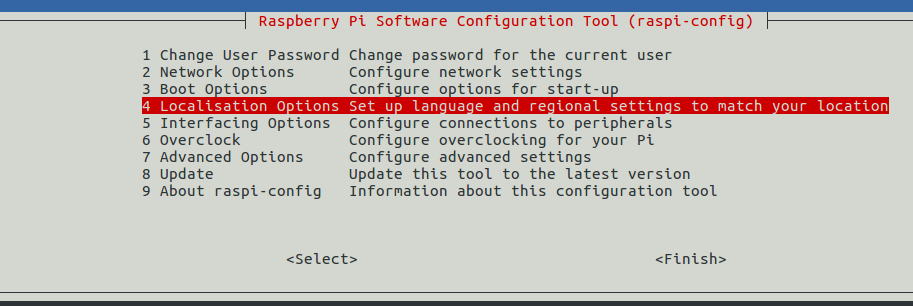 Raspberry Pi Software Configuration Tool (raspi-config)
1 Change User Password Change password for the current user
2 Network Options Configure network settings
3 Boot Options Configure options for start-up
4 Localisation Options Set up language and regional settings to match your location
5 Interfacing Options Configure connections to peripherals
6 Overclock Configure overclocking for your Pi
7 Advanced Options Configure advanced settings
8 Update Update this tool to the latest version
9 About raspi-config Information about this configuration tool
<Select> <Finish>